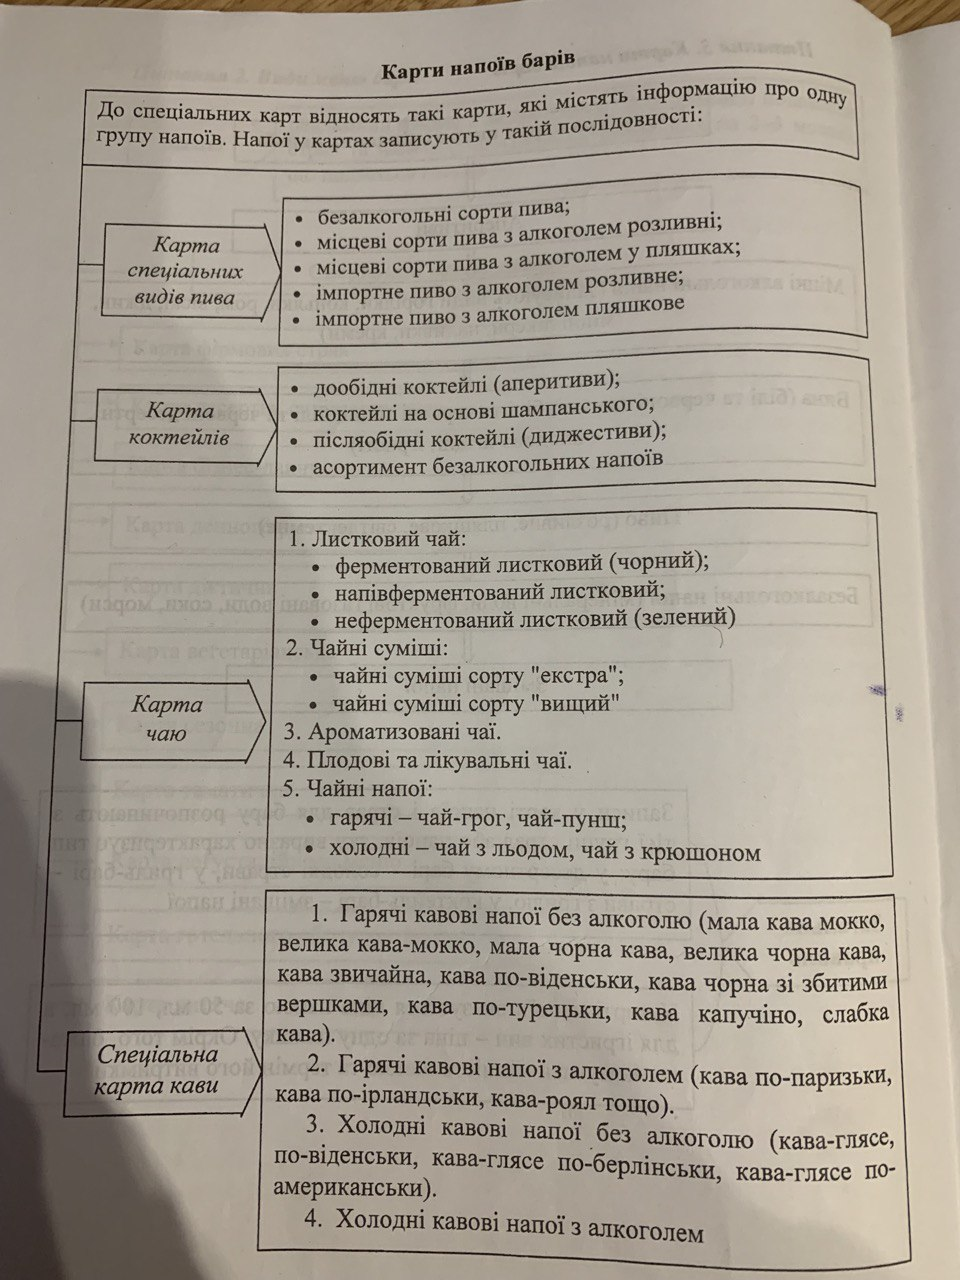 Карти напоїв барів
До спеціальних карт відносять такі карти, які містять інформацію про одну
групу напоїв. Напої у картах записують у такій послідовності:
Карта
спеціальних
видів пива
• безалкогольні сорти пива;
• місцеві сорти пива з алкоголем розливні;
• місцеві сорти пива з алкоголем у пляшках;
• імпортне пиво з алкоголем розливне;
• імпортне пиво з алкоголем пляшкове
Карта
коктейлів
• дообідні коктейлі (аперитиви);
• коктейлі на основі шампанського;
• післяобідні коктейлі (диджестиви);
• асортимент безалкогольних напоїв
Карта
чаю
1. Листковий чай:
• ферментований листковий (чорний);
• напівферментований листковий;
• неферментований листковий (зелений)
2. Чайні суміші:
• чайні суміші сорту "екстра";
• чайні суміші сорту "вищий"
3. Ароматизовані чаї.
4. Плодові та лікувальні чаї.
5. Чайні напої:
• гарячі – чай-грог, чай-пунш;
• холодні – чай з льодом, чай з крюшоном
Спеціальна
карта кави
1. Гарячі кавові напої без алкоголю (мала кава мокко,
велика кава-мокко, мала чорна кава, велика чорна кава,
кава звичайна, кава по-віденськи, кава чорна зі збитими
вершками, кава по-турецьки, кава капучіно, слабка
кава).
2. Гарячі кавові напої з алкоголем (кава по-паризьки,
кава по-ірландськи, кава-роял тощо).
3. Холодні кавові напої без алкоголю (кава-глясе,
по-віденськи, кава-глясе по-берлінськи, кава-глясе по-
американськи).
4. Холодні кавові напої з алкоголем